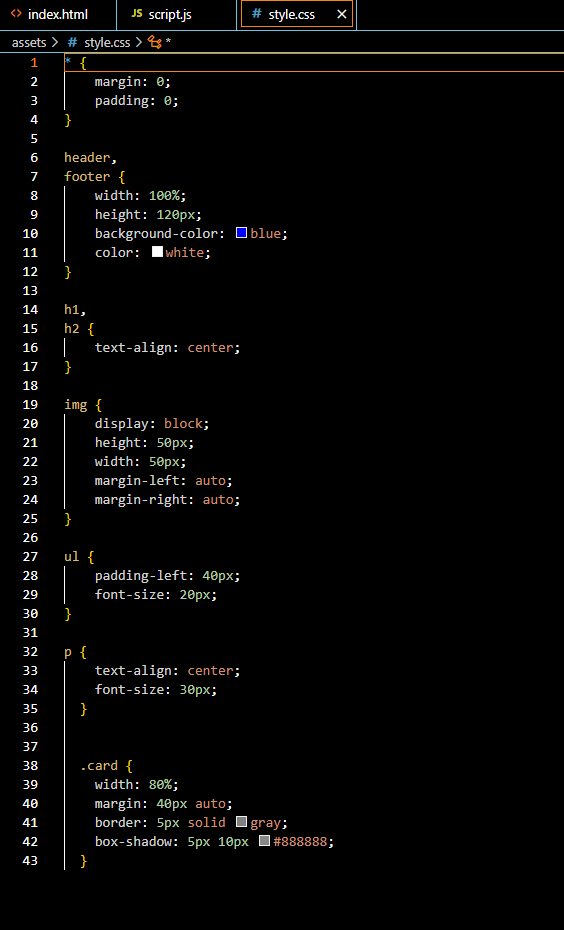 <> index.html JS script.js # style.css ×
assets > # style.css > *
1 * {
2 margin: 0;
3 padding: 0;
4 }
5
6 header,
7 footer {
8 width: 100%;
9 height: 120px;
10 background-color: blue;
11 color: white;
12 }
13
14 h1,
15 h2 {
16 text-align: center;
17 }
18
19 img {
20 display: block;
21 height: 50px;
22 width: 50px;
23 margin-left: auto;
24 margin-right: auto;
25 }
26
27 ul {
28 padding-left: 40px;
29 font-size: 20px;
30 }
31
32 p {
33 text-align: center;
34 font-size: 30px;
35 }
36
37
38 .card {
39 width: 80%;
40 margin: 40px auto;
41 border: 5px solid gray;
42 box-shadow: 5px 10px #888888;
43 }